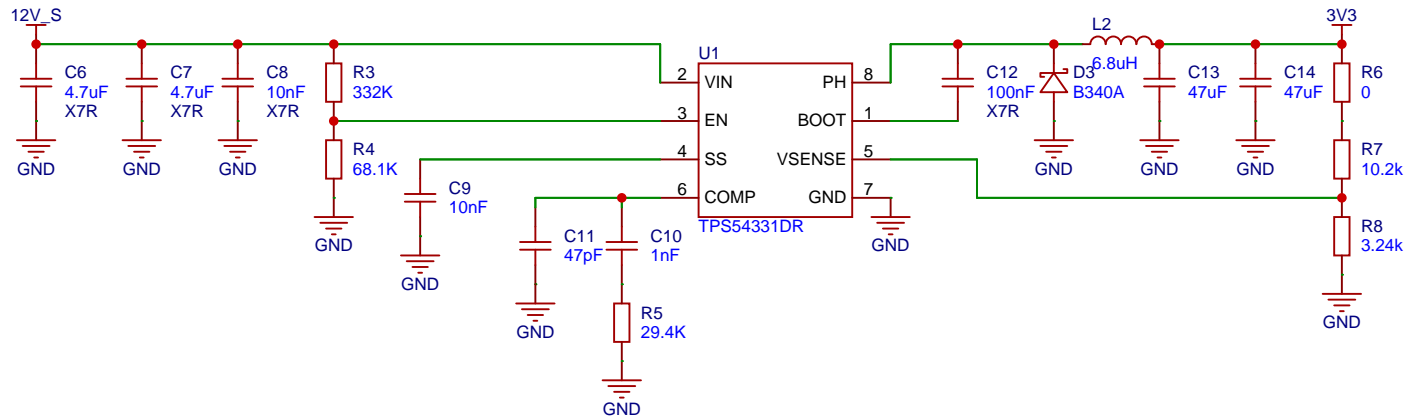 12V_S
C6
4.7uF
X7R
GND
C7
4.7uF
X7R
GND
C8
10nF
X7R
GND
R3
332K
R4
68.1K
GND
C9
10nF
GND
C11
47pF
GND
C10
1nF
R5
29.4K
GND
U1
2 VIN
3 EN
4 SS
6 COMP
PH 8
BOOT 1
VSENSE 5
GND 7
TPS54331DR
GND
C12
100nF
X7R
D3
B340A
GND
L2
6.8uH
C13
47uF
GND
C14
47uF
GND
3V3
R6
0
R7
10.2k
R8
3.24k
GND